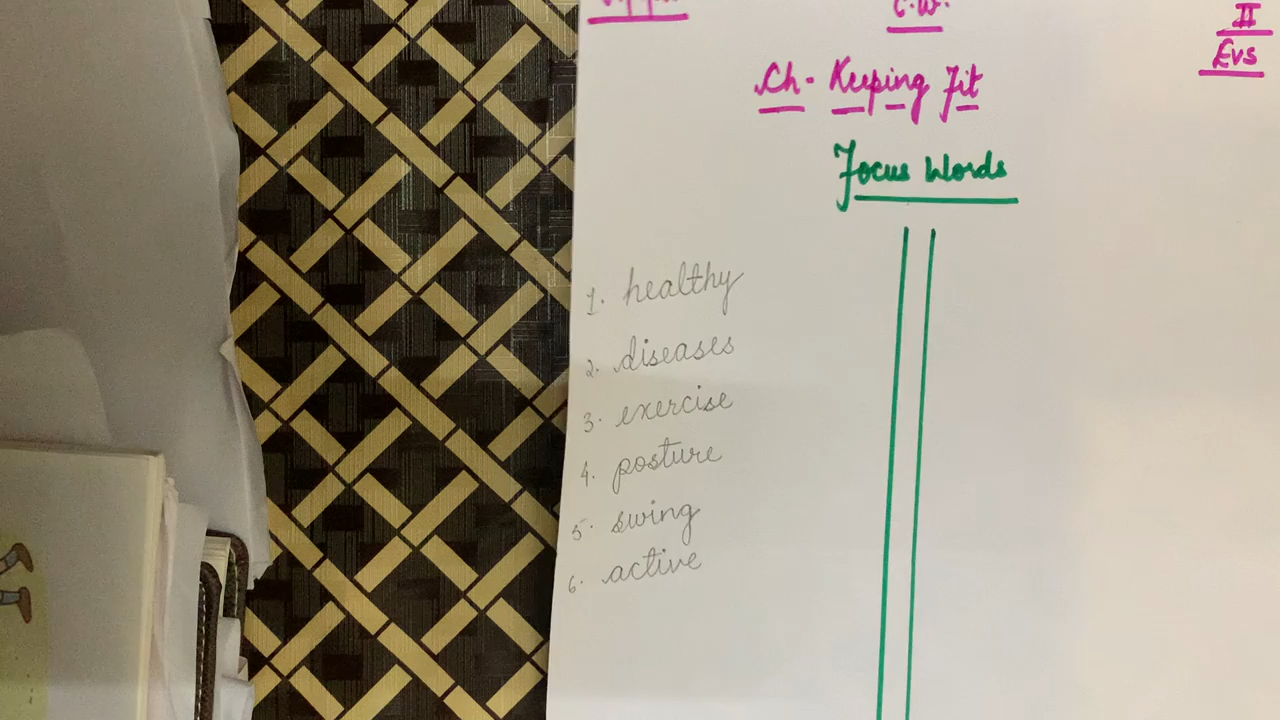 C.W.
II
Evs
Ch- Keeping Fit
Focus Words
1. healthy
2. diseases
3. exercise
4. posture
5. swing
6. active